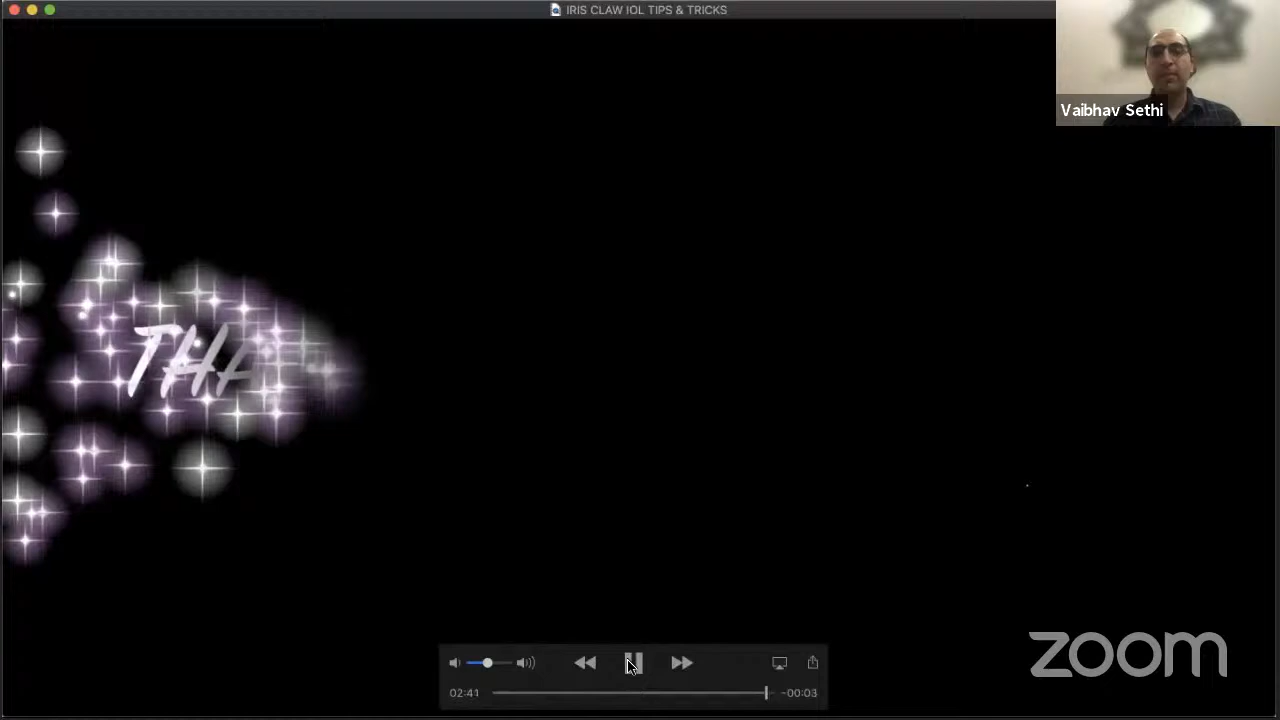 IRIS CLAW IOL TIPS & TRICKS
Vaibhav Sethi
THA
zoom
02:41
-00:03